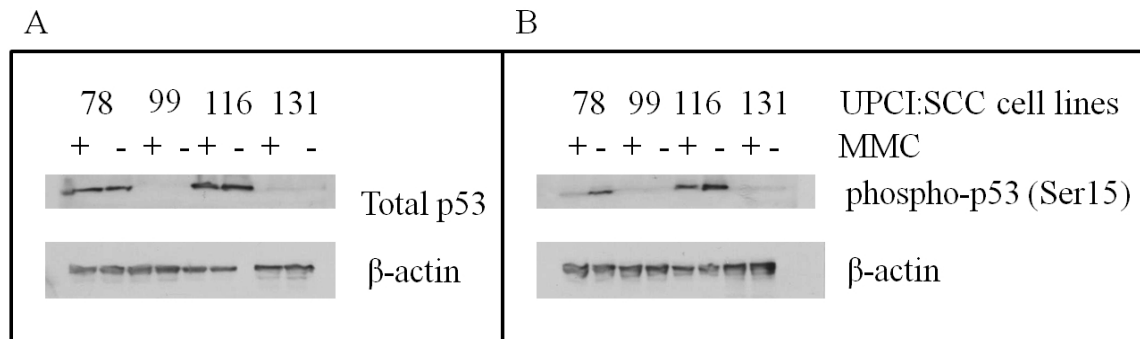 A
78 99 116 131
+ - + - + - + -
Total p53
β-actin
B
78 99 116 131 UPCI:SCC cell lines
+ - + - + - + - MMC
phospho-p53 (Ser15)
β-actin